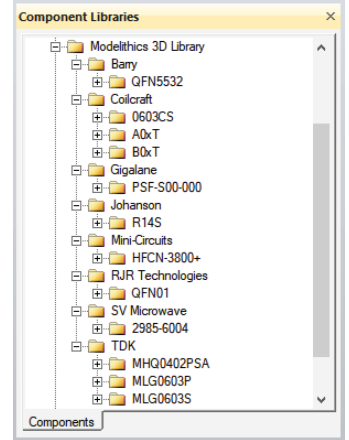 Component Libraries
Modelithics 3D Library
Barry
QFN5532
Coilcraft
0603CS
A0xT
B0xT
Gigalane
PSF-S00-000
Johanson
R14S
Mini-Circuits
HFCN-3800+
RJR Technologies
QFN01
SV Microwave
2985-6004
TDK
MHQ0402PSA
MLG0603P
MLG0603S
Components